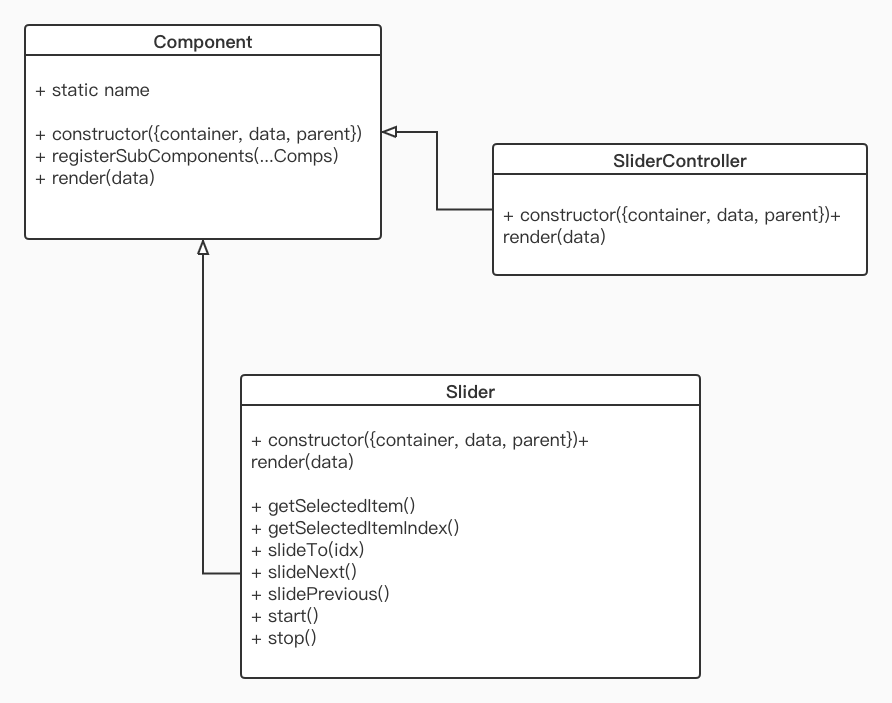 Component
+ static name
+ constructor({container, data, parent})
+ registerSubComponents(...Comps)
+ render(data)
SliderController
+ constructor({container, data, parent})+
render(data)
Slider
+ constructor({container, data, parent})+
render(data)
+ getSelectedItem()
+ getSelectedItemIndex()
+ slideTo(idx)
+ slideNext()
+ slidePrevious()
+ start()
+ stop()